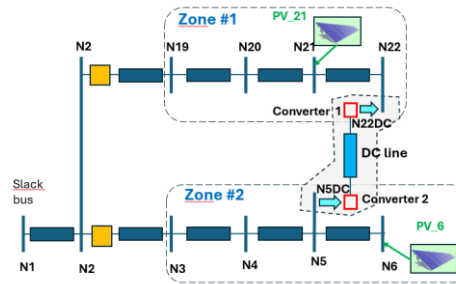 Zone #1
PV_21
N2
N19
N20
N21
N22
Converter 1
N22DC
DC line
Slack
bus
Zone #2
N5DC
Converter 2
PV_6
N1
N2
N3
N4
N5
N6